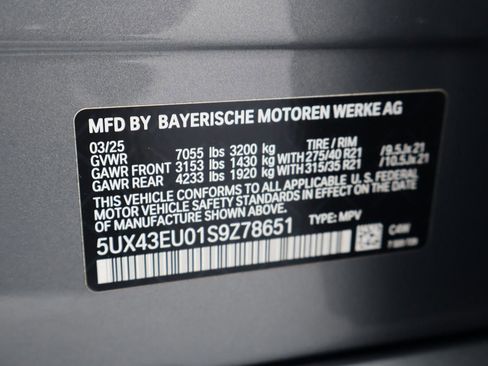 MFD BY BAYERISCHE MOTOREN WERKE AG
03/25
GVWR 7055 lbs 3200 kg TIRE / RIM
GAWR FRONT 3153 lbs 1430 kg WITH 275/40 R21 /9.5Jx21
GAWR REAR 4233 lbs 1920 kg WITH 315/35 R21 /10.5Jx21
THIS VEHICLE CONFORMS TO ALL APPLICABLE U. S. FEDERAL
MOTOR VEHICLE SAFETY STANDARDS IN EFFECT ON THE DATE
OF MANUFACTURE SHOWN ABOVE.
5UX43EU01S9Z78651 TYPE: MPV
C4W